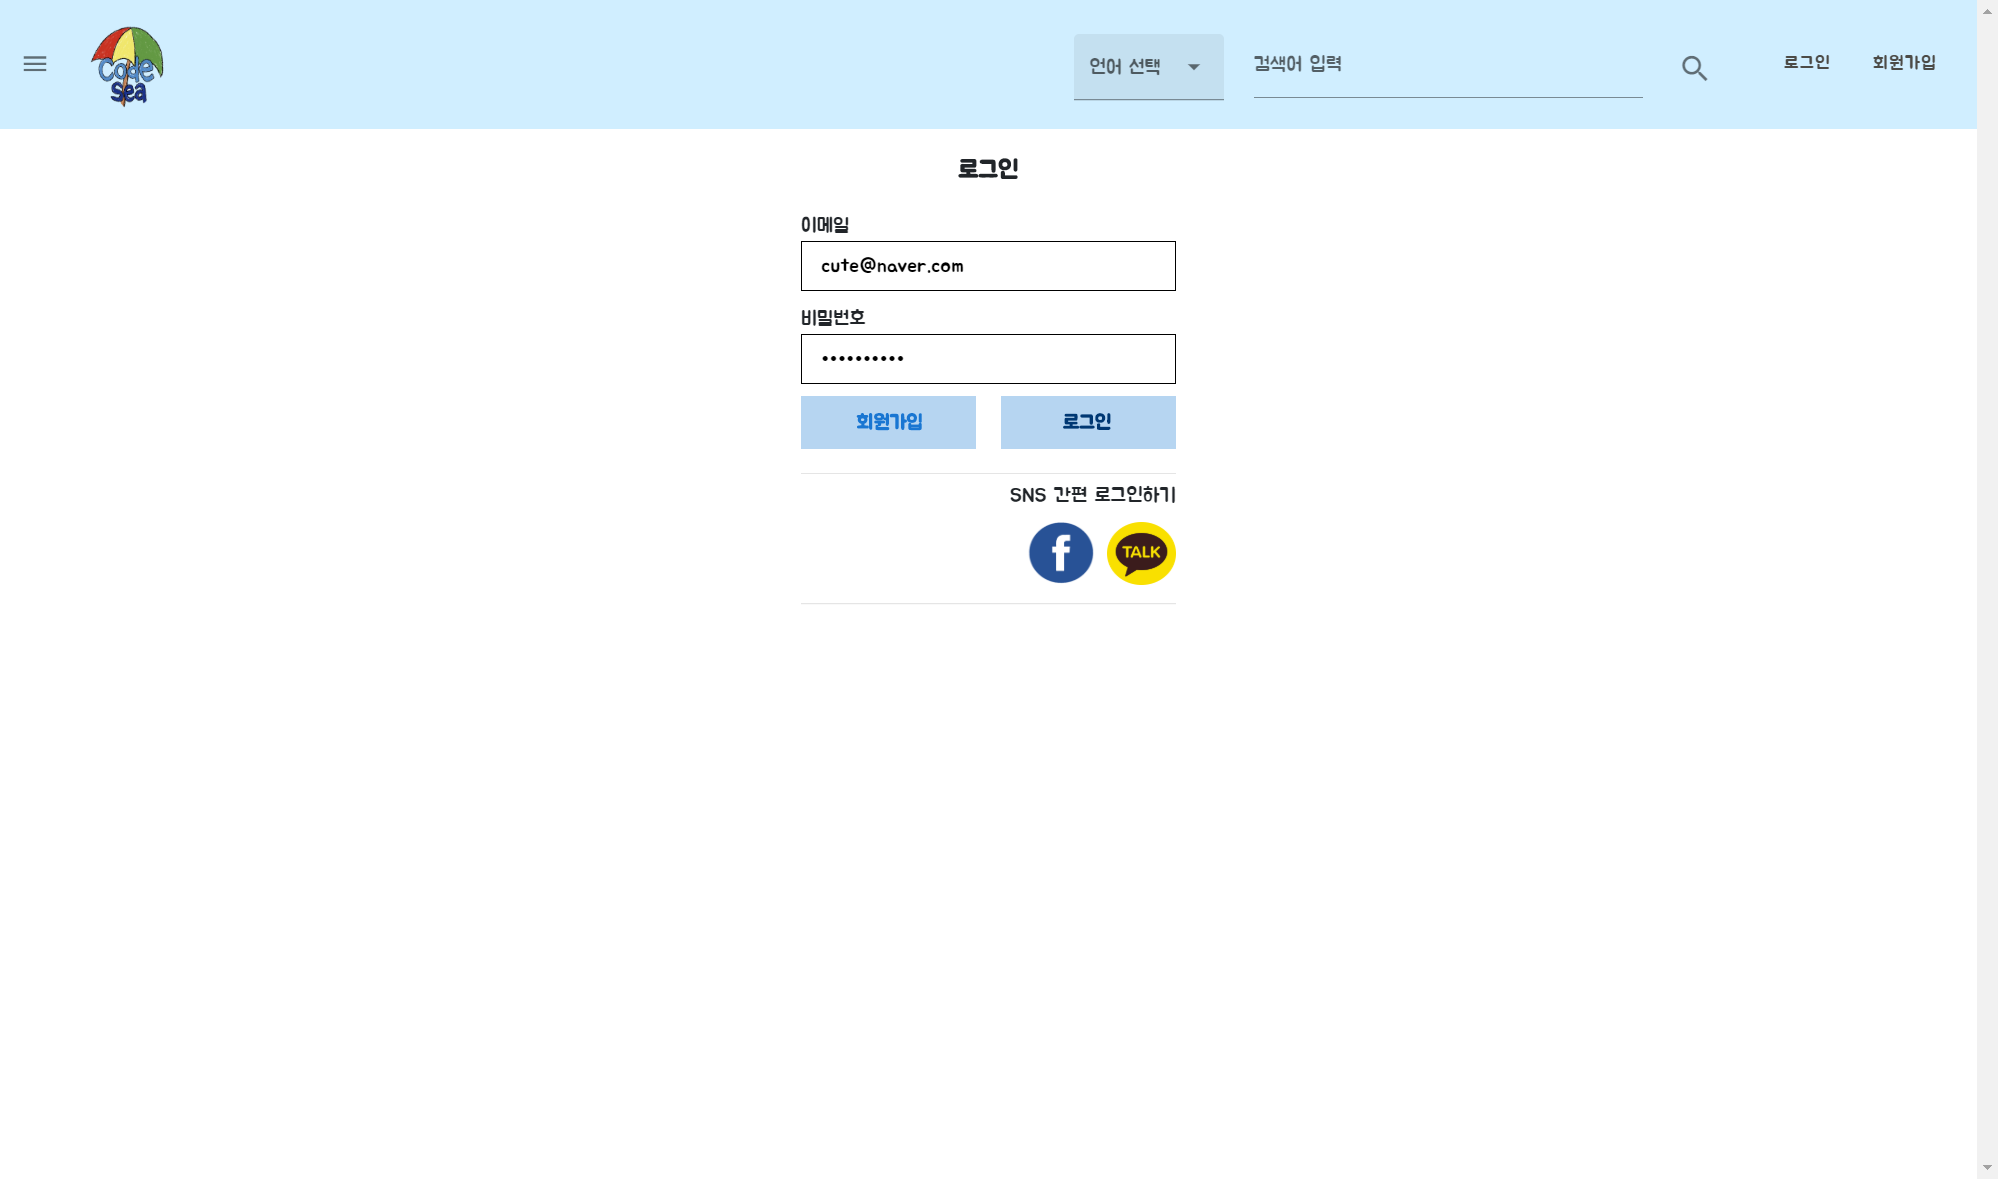 Code
Sea
언어 선택
검색어 입력
로그인
회원가입
로그인
이메일
cute@naver.com
비밀번호
••••••••••
회원가입
로그인
SNS 간편 로그인하기
f
TALK